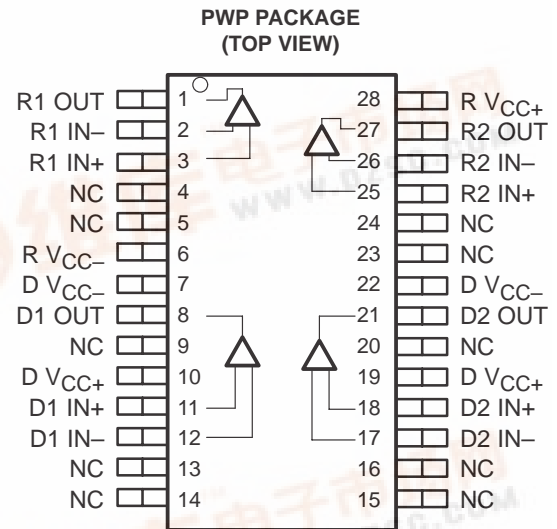 PWP PACKAGE
(TOP VIEW)
R1 OUT 1 28 R VCC+
R1 IN– 2 27 R2 OUT
R1 IN+ 3 26 R2 IN–
NC 4 25 R2 IN+
NC 5 24 NC
R VCC– 6 23 NC
D VCC– 7 22 D VCC–
D1 OUT 8 21 D2 OUT
NC 9 20 NC
D VCC+ 10 19 D VCC+
D1 IN+ 11 18 D2 IN+
D1 IN– 12 17 D2 IN–
NC 13 16 NC
NC 14 15 NC